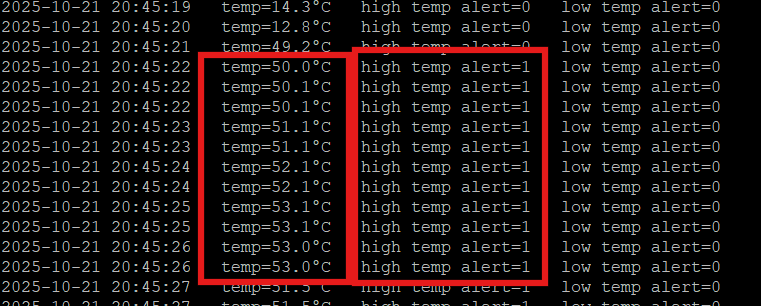 2025-10-21 20:45:19 temp=14.3°C high temp alert=0 low temp alert=0
2025-10-21 20:45:20 temp=12.8°C high temp alert=0 low temp alert=0
2025-10-21 20:45:21 temp=49.2°C high temp alert=0 low temp alert=0
2025-10-21 20:45:22 temp=50.0°C high temp alert=1 low temp alert=0
2025-10-21 20:45:22 temp=50.1°C high temp alert=1 low temp alert=0
2025-10-21 20:45:22 temp=50.1°C high temp alert=1 low temp alert=0
2025-10-21 20:45:23 temp=51.1°C high temp alert=1 low temp alert=0
2025-10-21 20:45:23 temp=51.1°C high temp alert=1 low temp alert=0
2025-10-21 20:45:24 temp=52.1°C high temp alert=1 low temp alert=0
2025-10-21 20:45:24 temp=52.1°C high temp alert=1 low temp alert=0
2025-10-21 20:45:25 temp=53.1°C high temp alert=1 low temp alert=0
2025-10-21 20:45:25 temp=53.1°C high temp alert=1 low temp alert=0
2025-10-21 20:45:26 temp=53.0°C high temp alert=1 low temp alert=0
2025-10-21 20:45:26 temp=53.0°C high temp alert=1 low temp alert=0
2025-10-21 20:45:27 temp=51.5°C high temp alert=1 low temp alert=0
2025-10-21 20:45:27 temp=51.5°C high temp alert=1 low temp alert=0